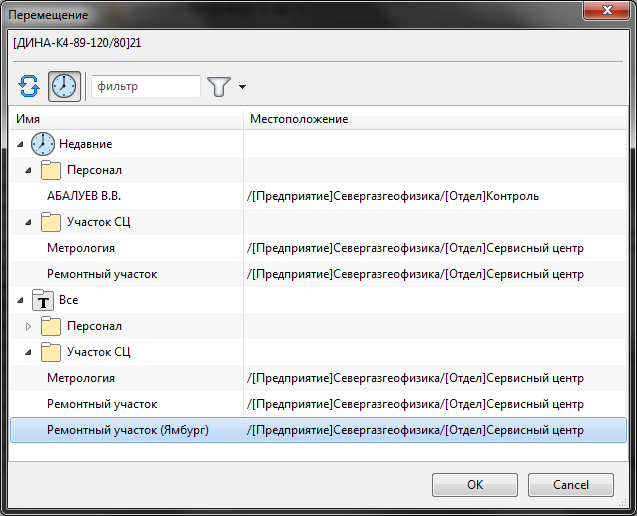 Перемещение
[ДИНА-К4-89-120/80]21
фильтр
Имя Местоположение
Недавние
Персонал
АБАЛУЕВ В.В. /[Предприятие]Севергазгеофизика/[Отдел]Контроль
Участок СЦ
Метрология /[Предприятие]Севергазгеофизика/[Отдел]Сервисный центр
Ремонтный участок /[Предприятие]Севергазгеофизика/[Отдел]Сервисный центр
Т Все
Персонал
Участок СЦ
Метрология /[Предприятие]Севергазгеофизика/[Отдел]Сервисный центр
Ремонтный участок /[Предприятие]Севергазгеофизика/[Отдел]Сервисный центр
Ремонтный участок (Ямбург) /[Предприятие]Севергазгеофизика/[Отдел]Сервисный центр
OK Cancel